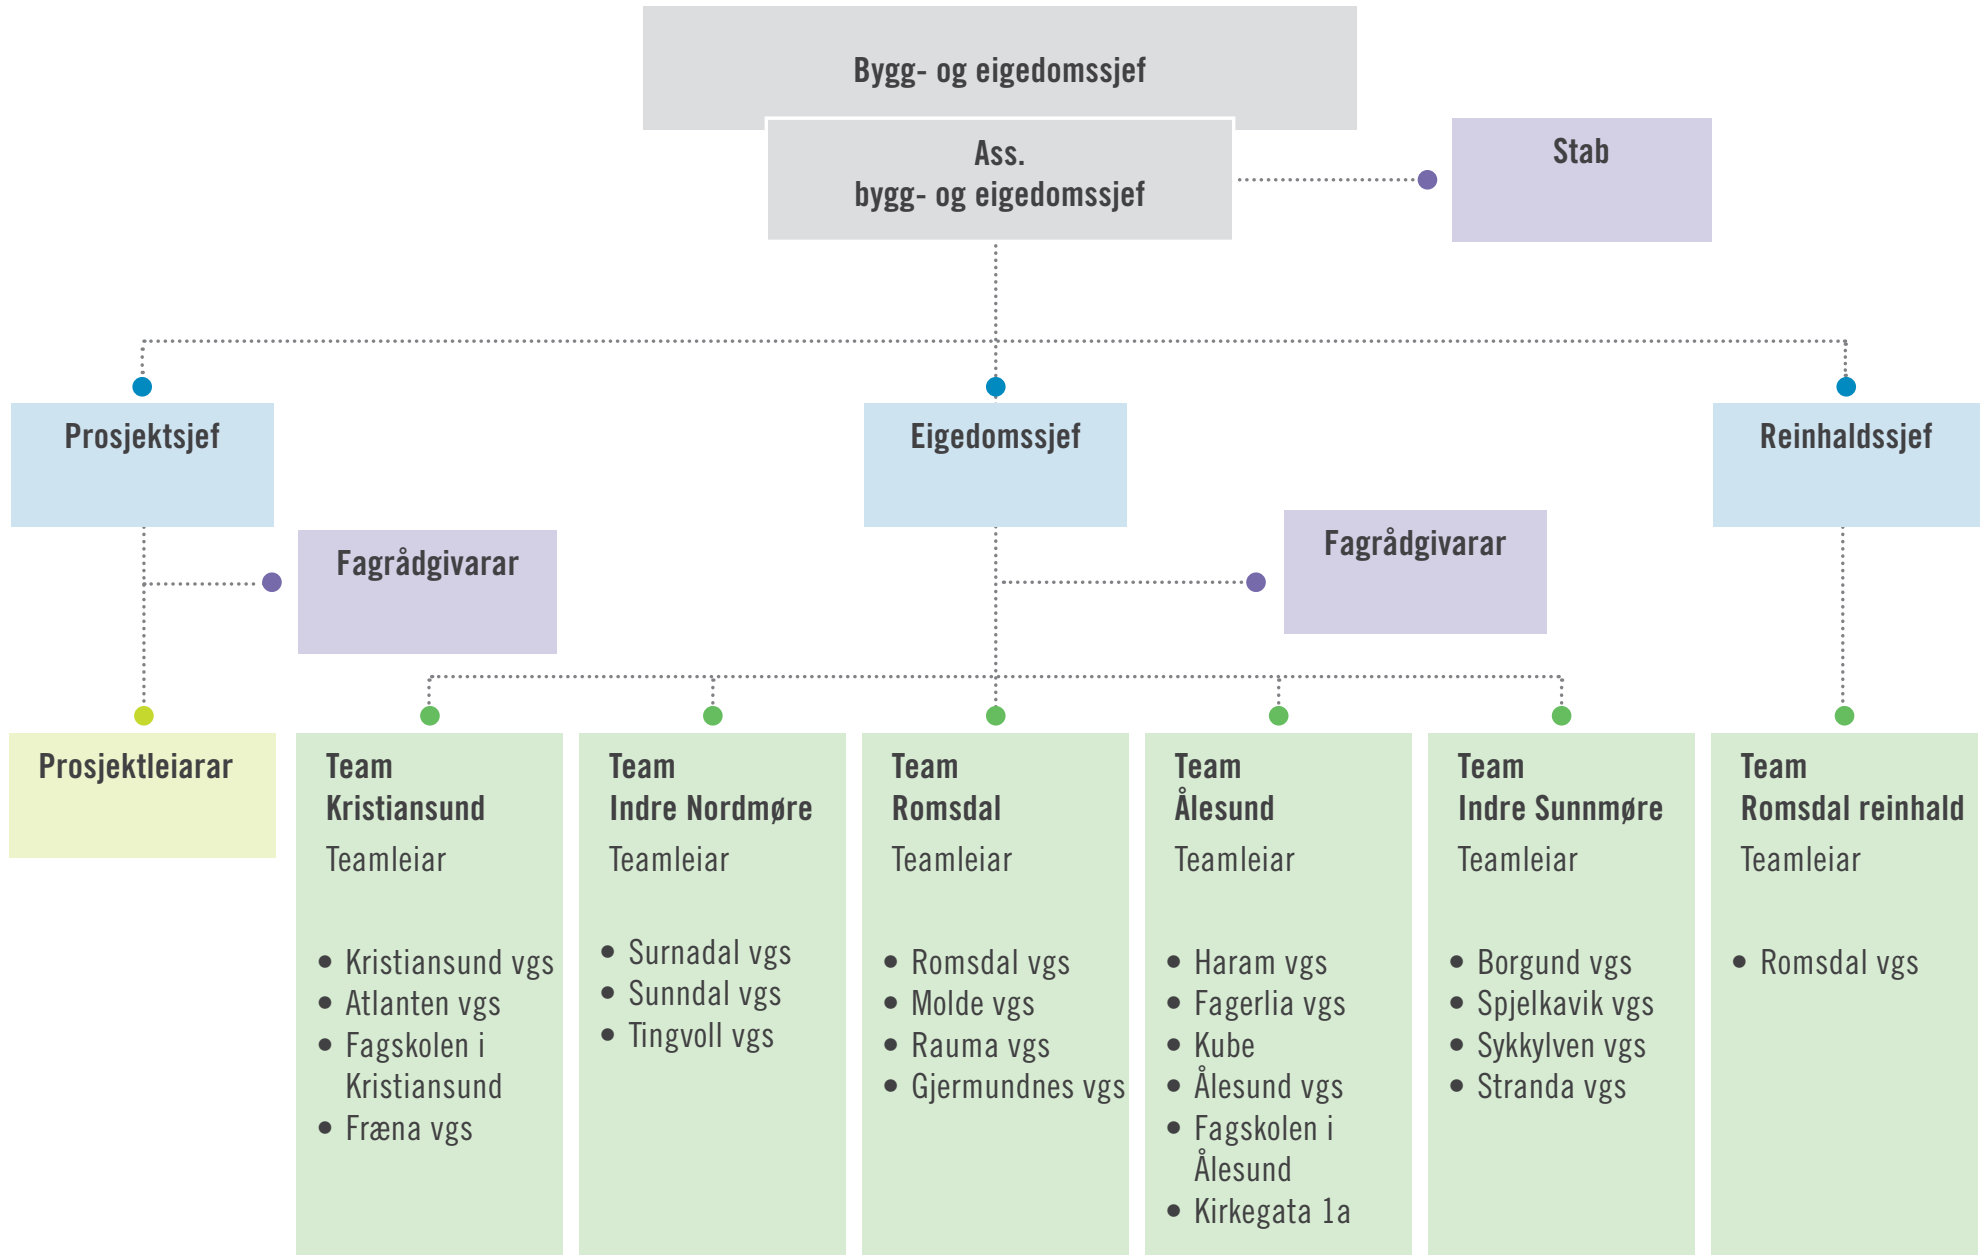 Bygg- og eigedomssjef
Ass.
bygg- og eigedomssjef
Stab
Prosjektsjef
Eigedomssjef
Reinhaldssjef
Fagrådgivarar
Fagrådgivarar
Prosjektleiarar
Team
Kristiansund
Teamleiar
• Kristiansund vgs
• Atlanten vgs
• Fagskolen i
Kristiansund
• Fræna vgs
Team
Indre Nordmøre
Teamleiar
• Surnadal vgs
• Sunndal vgs
• Tingvoll vgs
Team
Romsdal
Teamleiar
• Romsdal vgs
• Molde vgs
• Rauma vgs
• Gjermundnes vgs
Team
Ålesund
Teamleiar
• Haram vgs
• Fagerlia vgs
• Kube
• Ålesund vgs
• Fagskolen i
Ålesund
• Kirkegata 1a
Team
Indre Sunnmøre
Teamleiar
• Borgund vgs
• Spjelkavik vgs
• Sykkylven vgs
• Stranda vgs
Team
Romsdal reinhald
Teamleiar
• Romsdal vgs